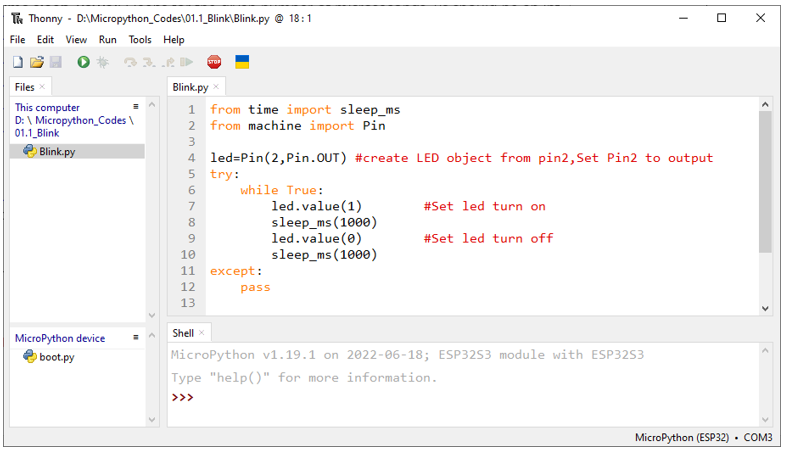 Thonny - D:\Micropython_Codes\01.1_Blink\Blink.py @ 18 : 1
File Edit View Run Tools Help
STOP
Files ×
This computer ≡
D: \ Micropython_Codes \
01.1_Blink
Blink.py
MicroPython device ≡
boot.py
Blink.py ×
1 from time import sleep_ms
2 from machine import Pin
3
4 led=Pin(2,Pin.OUT) #create LED object from pin2,Set Pin2 to output
5 try:
6     while True:
7         led.value(1)        #Set led turn on
8         sleep_ms(1000)
9         led.value(0)        #Set led turn off
10         sleep_ms(1000)
11 except:
12     pass
13
Shell ×
MicroPython v1.19.1 on 2022-06-18; ESP32S3 module with ESP32S3
Type "help()" for more information.
>>>
MicroPython (ESP32) • COM3